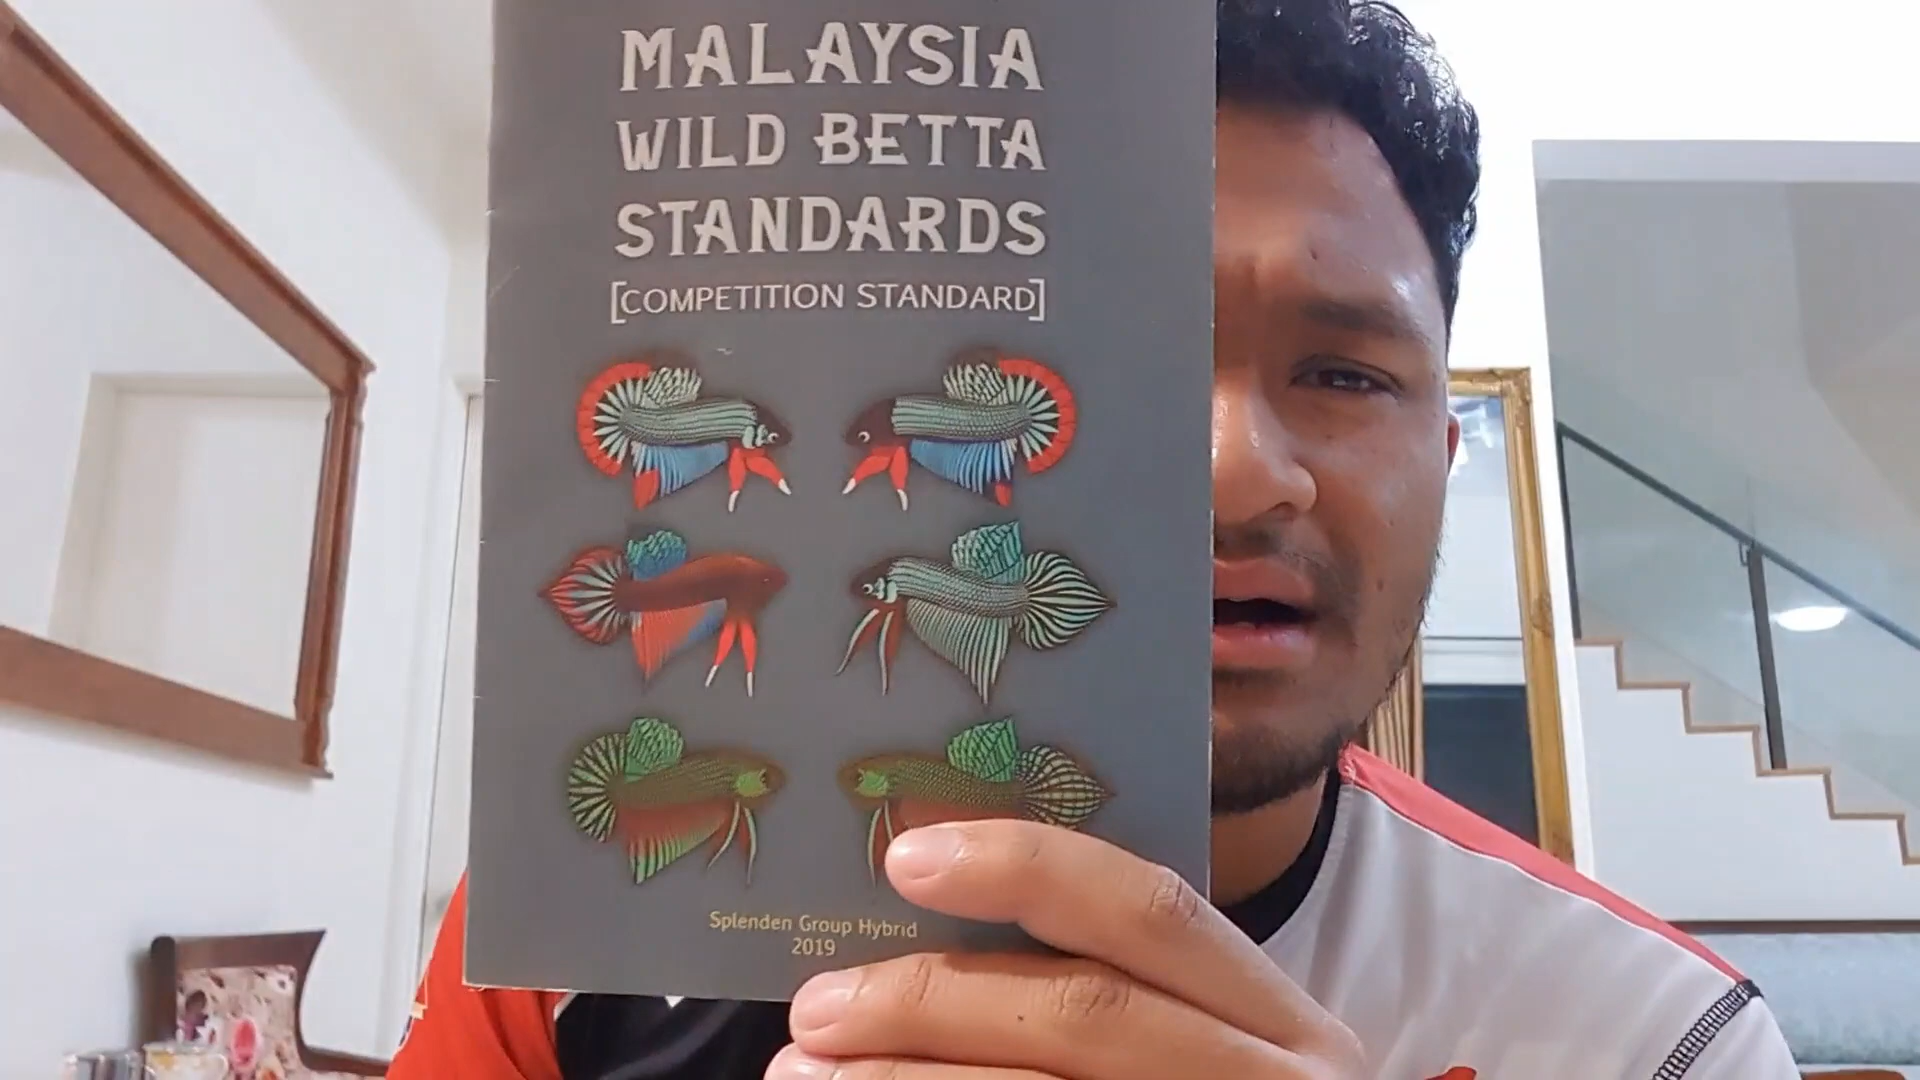 MALAYSIA
WILD BETTA
STANDARDS
[COMPETITION STANDARD]
Splenden Group Hybrid
2019